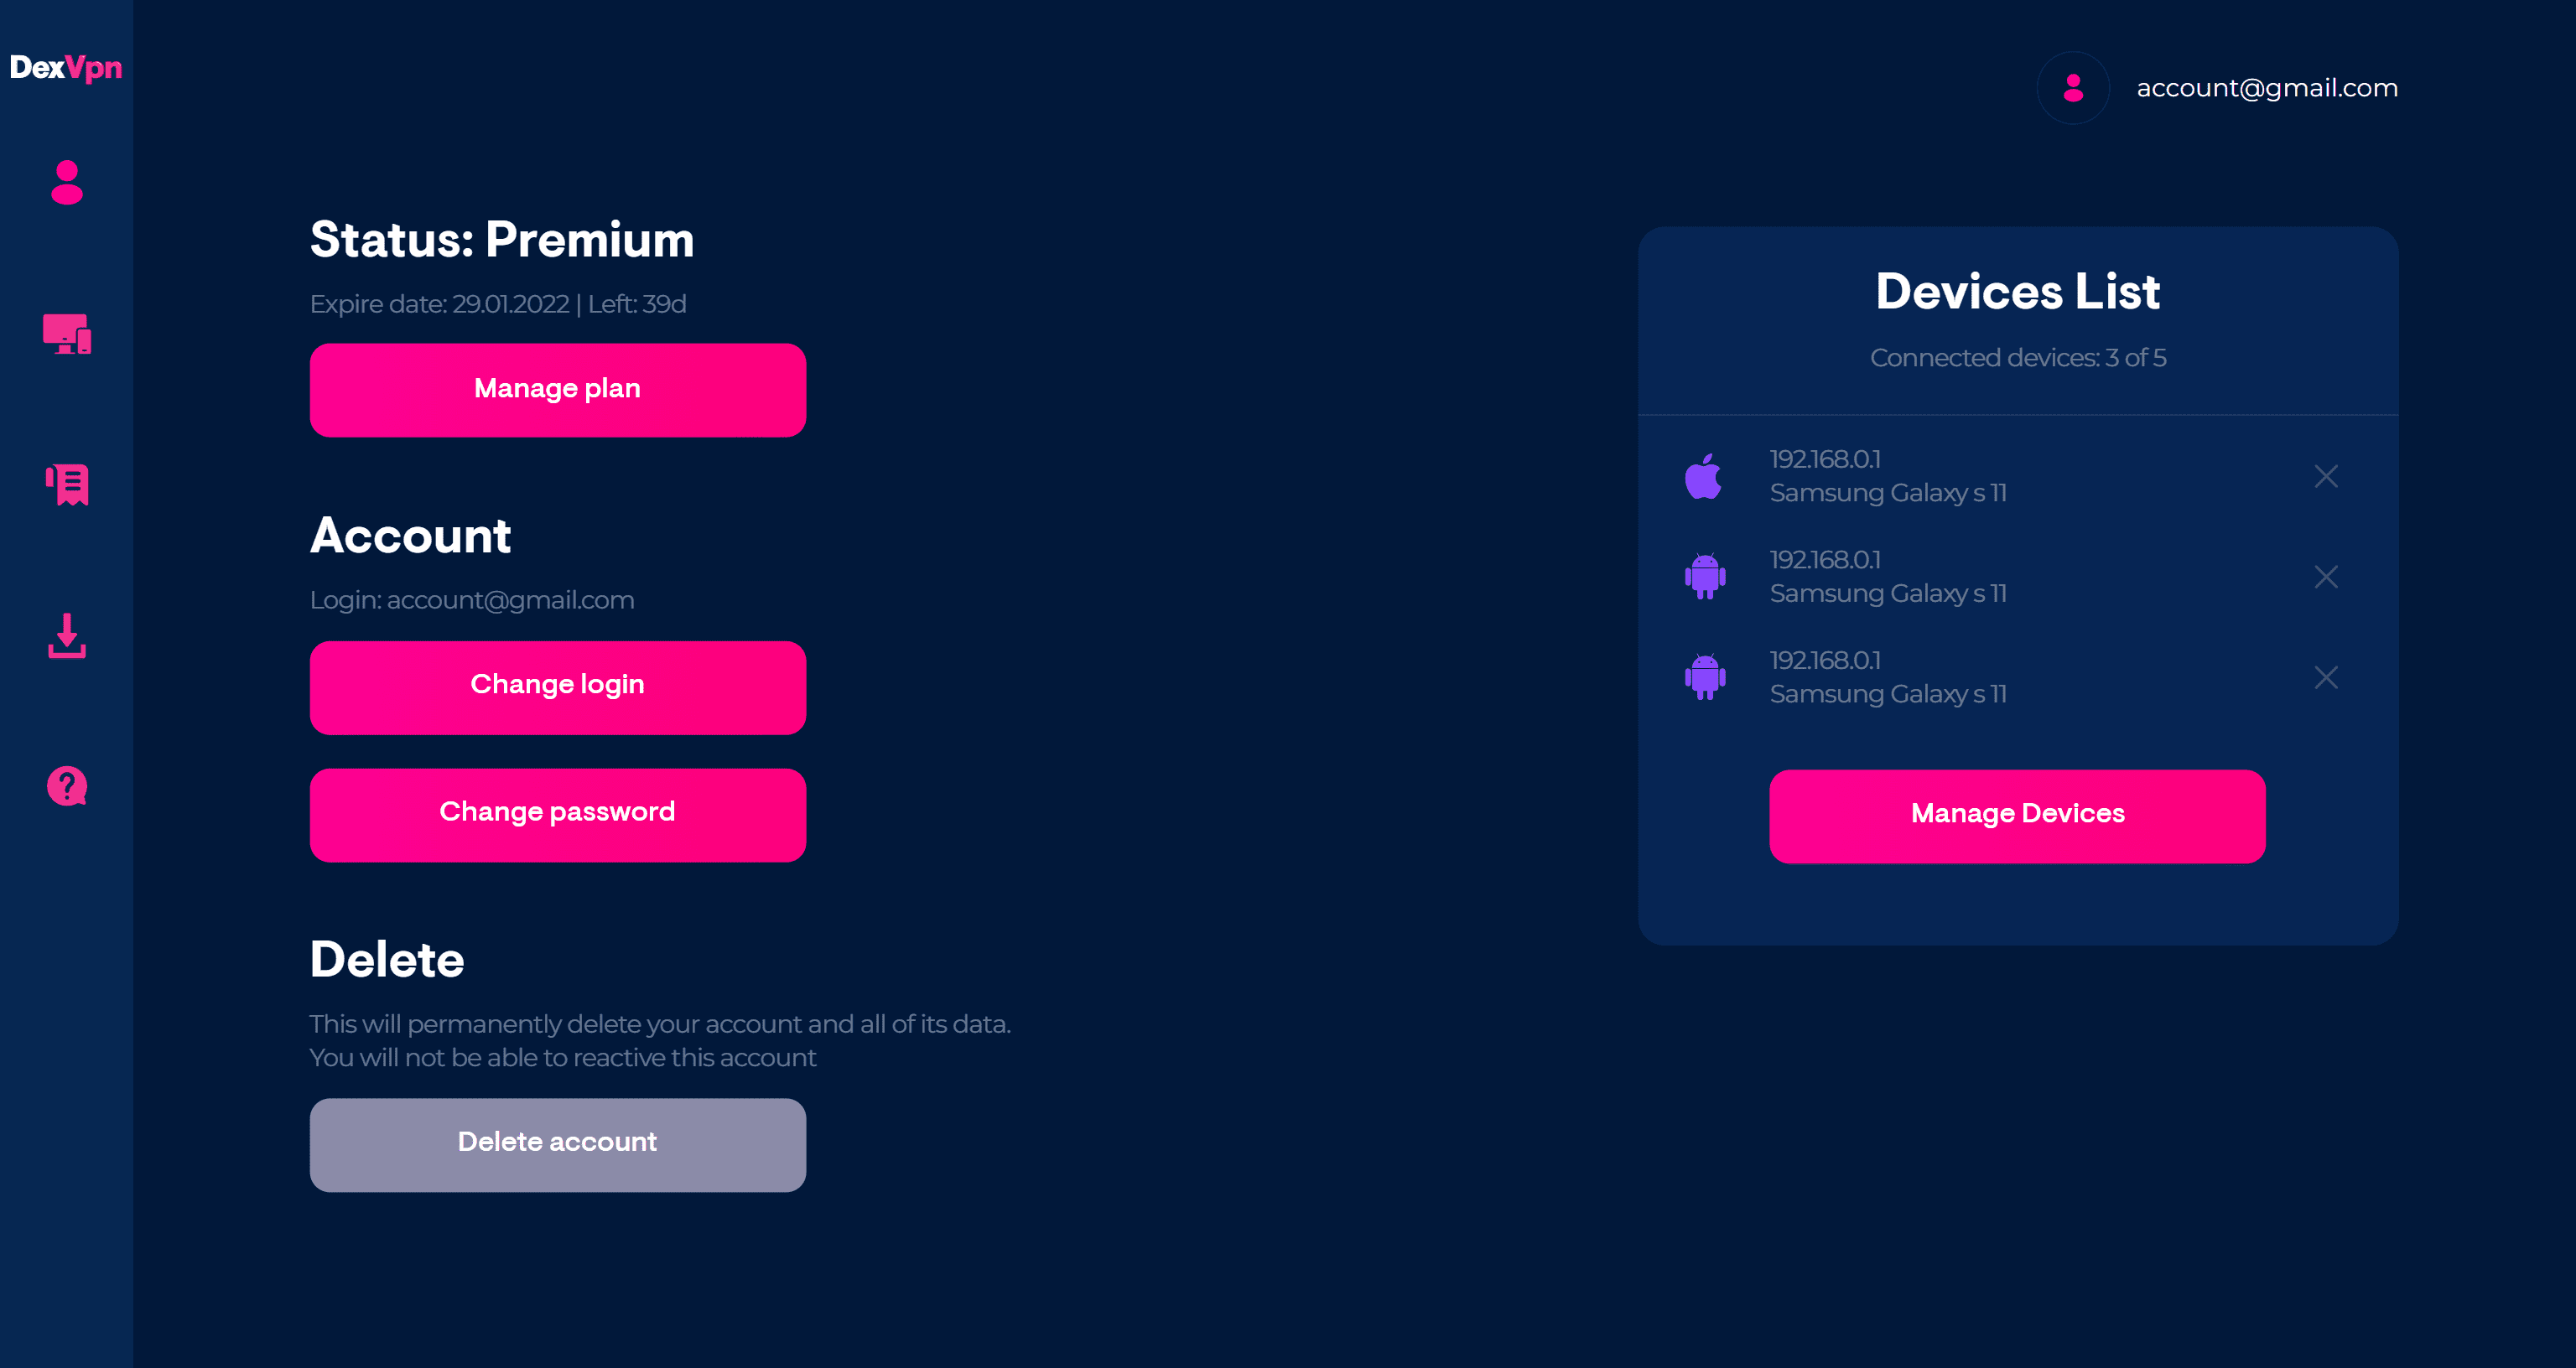 DexVpn
account@gmail.com
Status: Premium
Expire date: 29.01.2022 | Left: 39d
Manage plan
Account
Login: account@gmail.com
Change login
Change password
Delete
This will permanently delete your account and all of its data.
You will not be able to reactive this account
Delete account
Devices List
Connected devices: 3 of 5
192.168.0.1
Samsung Galaxy s 11
192.168.0.1
Samsung Galaxy s 11
192.168.0.1
Samsung Galaxy s 11
Manage Devices